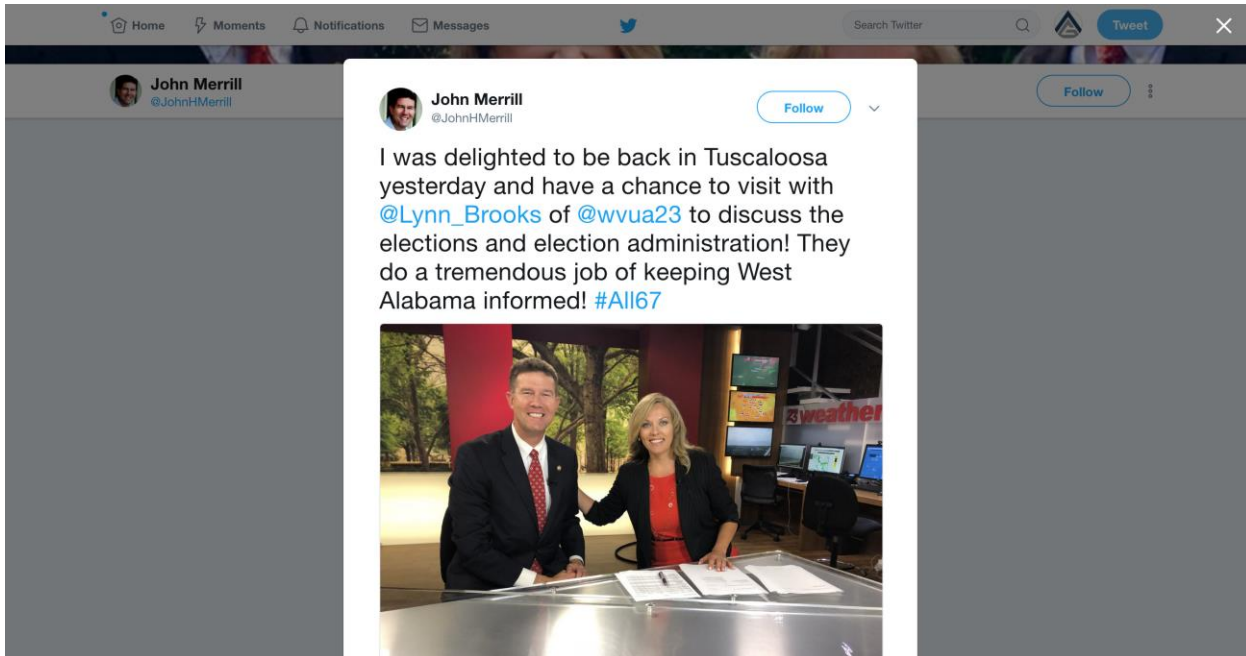 Home Moments Notifications Messages Search Twitter Tweet
John Merrill
@JohnHMerrill
Follow
John Merrill
@JohnHMerrill
Follow
I was delighted to be back in Tuscaloosa
yesterday and have a chance to visit with
@Lynn_Brooks of @wvua23 to discuss the
elections and election administration! They
do a tremendous job of keeping West
Alabama informed! #All67
23 weather